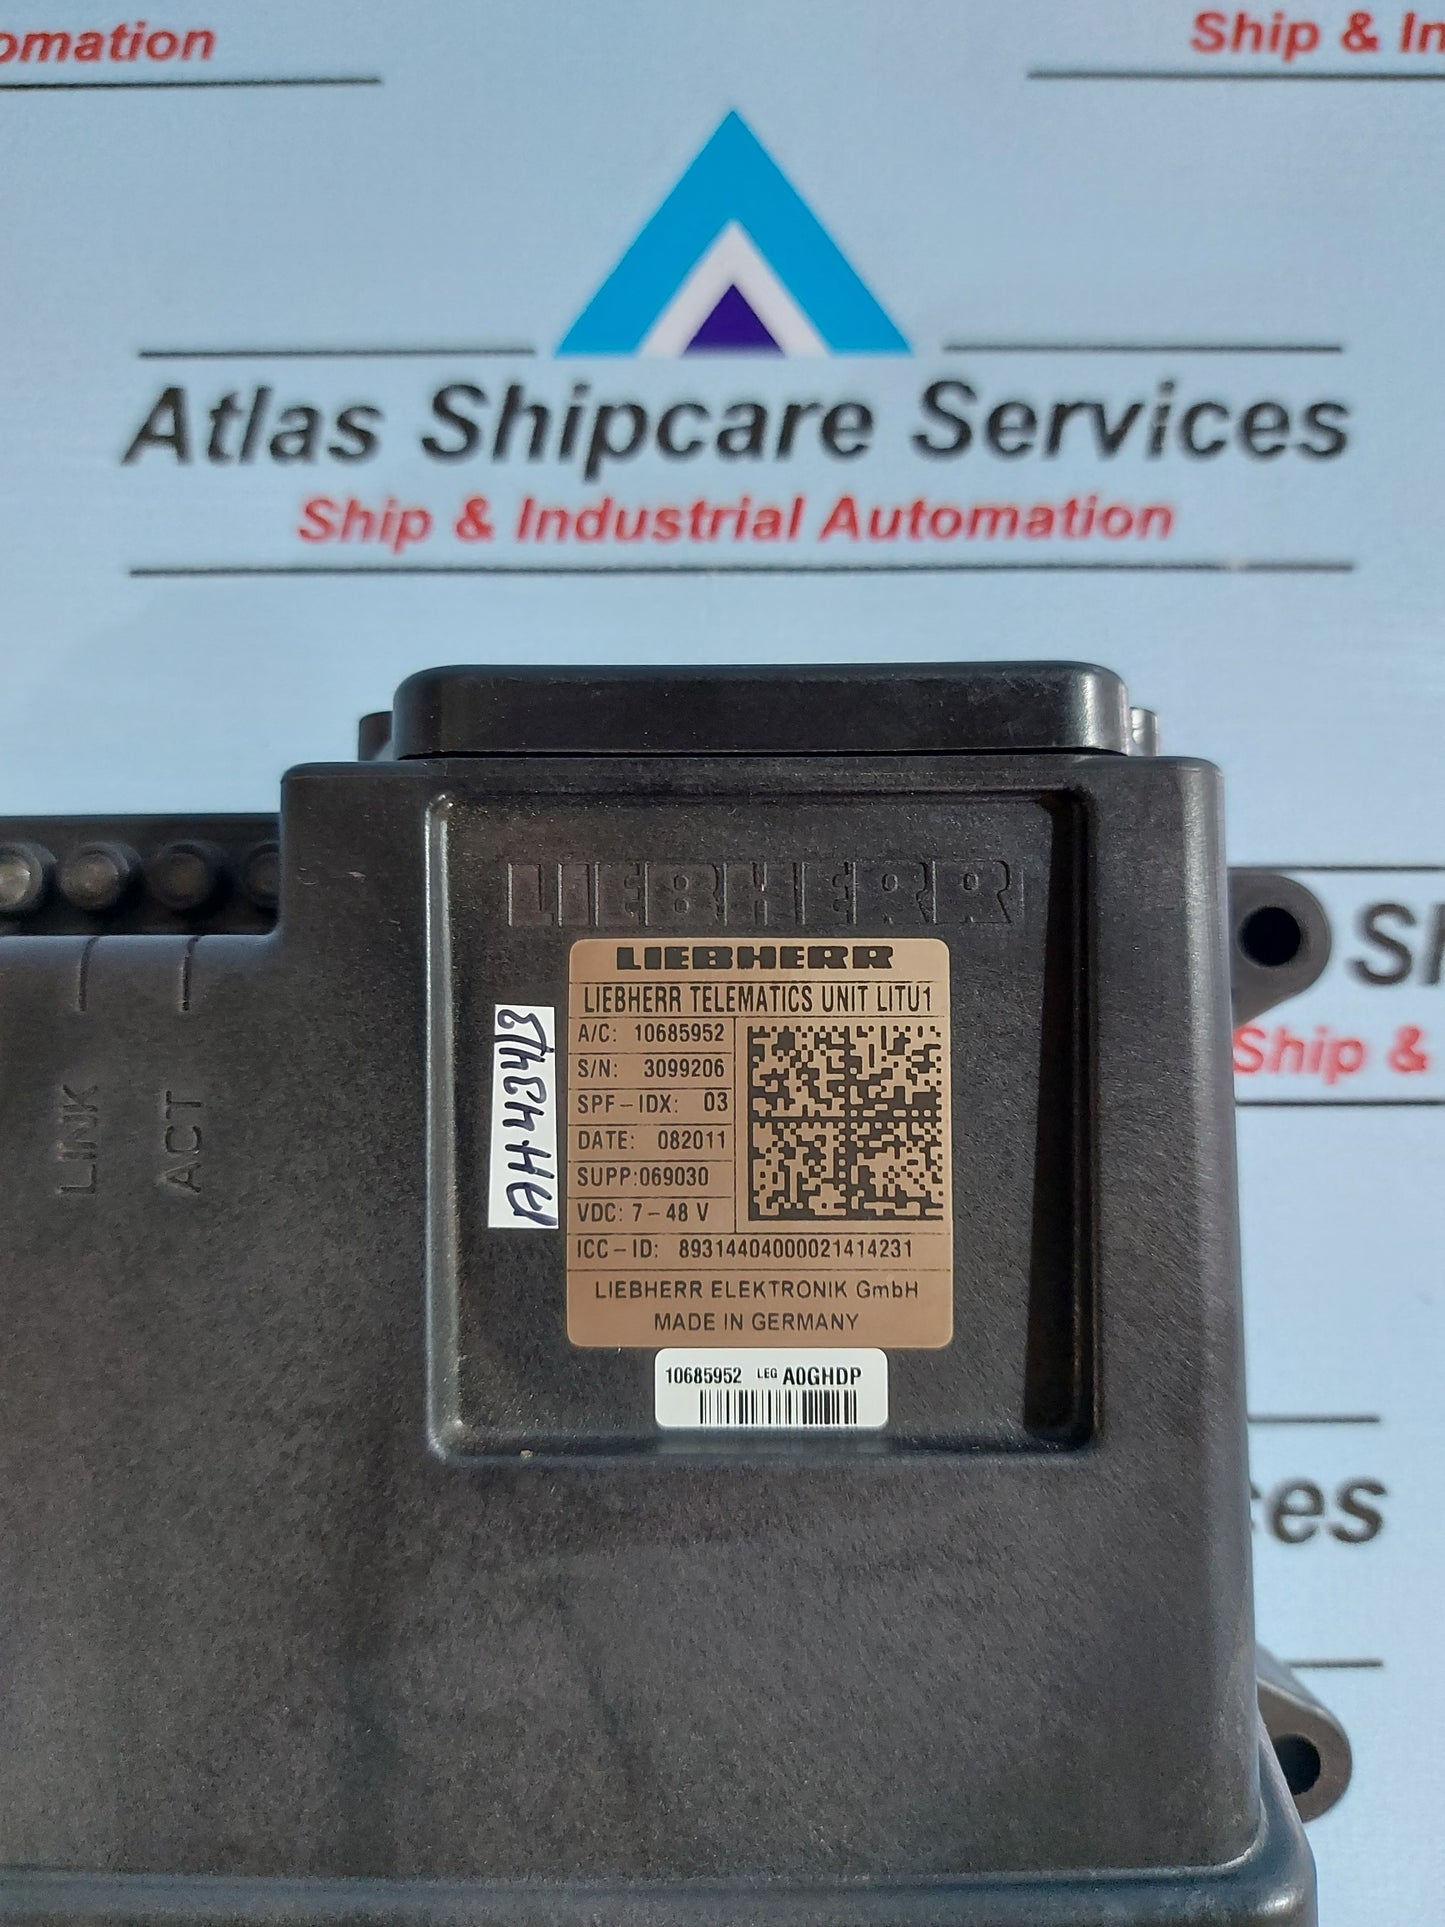 omation
Ship & In
Atlas Shipcare Services
Ship & Industrial Automation
LIEBHERR
LIEBHERR
LIEBHERR TELEMATICS UNIT LITU1
A/C: 10685952
S/N: 3099206
SPF-IDX: 03
DATE: 082011
SUPP:069030
VDC: 7-48 V
ICC-ID: 89314404000021414231
LIEBHERR ELEKTRONIK GmbH
MADE IN GERMANY
10685952 LEG A0GHDP
LINK
ACT
Sh
Ship &
ces